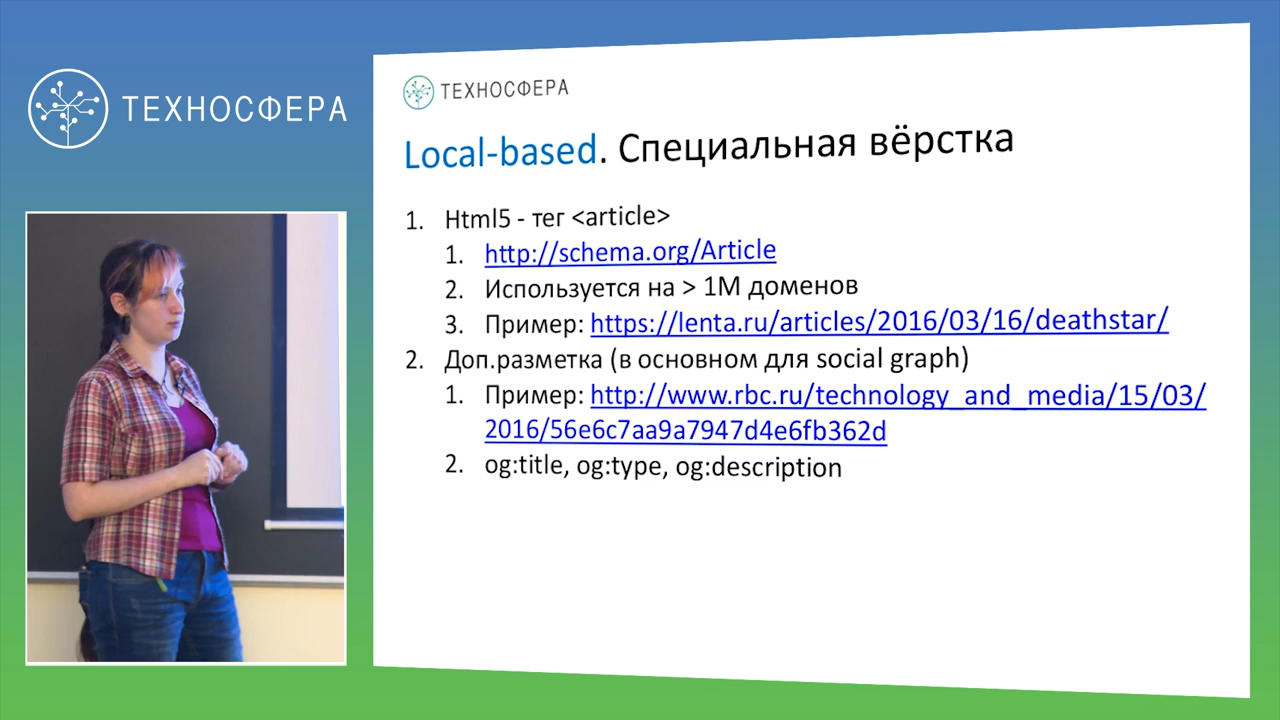 ТЕХНОСФЕРА
ТЕХНОСФЕРА
Local-based. Специальная вёрстка
1. Html5 - тег <article>
1. http://schema.org/Article
2. Используется на > 1М доменов
3. Пример: https://lenta.ru/articles/2016/03/16/deathstar/
2. Доп.разметка (в основном для social graph)
1. Пример: http://www.rbc.ru/technology_and_media/15/03/
2016/56e6c7aa9a7947d4e6fb362d
2. og:title, og:type, og:description